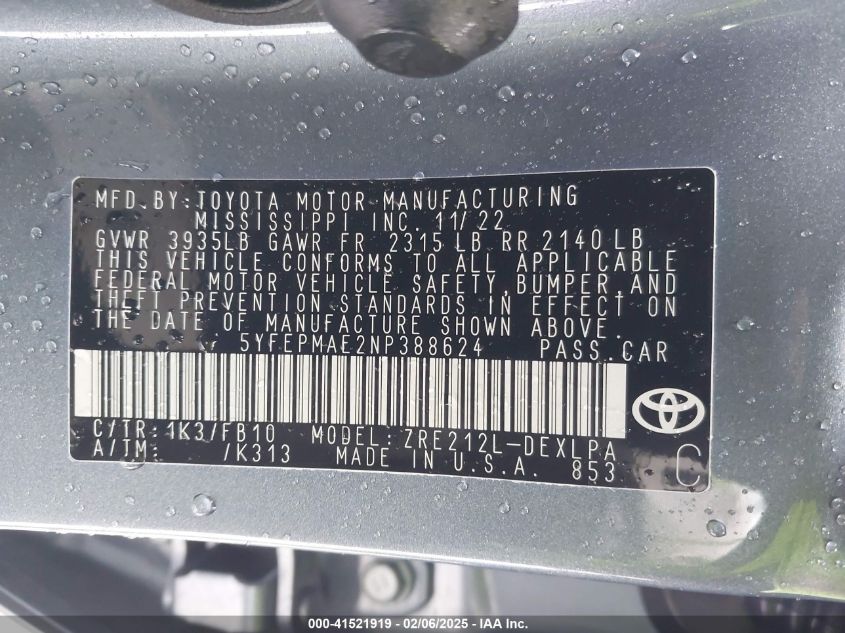 MFD. BY: TOYOTA MOTOR MANUFACTURING
MISSISSIPPI INC. 11/22
GVWR 3935LB GAWR FR 2315 LB RR 2140 LB
THIS VEHICLE CONFORMS TO ALL APPLICABLE
FEDERAL MOTOR VEHICLE SAFETY, BUMPER, AND
THEFT PREVENTION STANDARDS IN EFFECT ON
THE DATE OF MANUFACTURE SHOWN ABOVE.
5YFEPMAE2NP388624 PASS. CAR
C/TR: 1K3/FB10 MODEL: ZRE212L-DEXLPA
A/TM: /K313 MADE IN U.S.A. 853
C
000-41521919 - 02/06/2025 - IAA Inc.